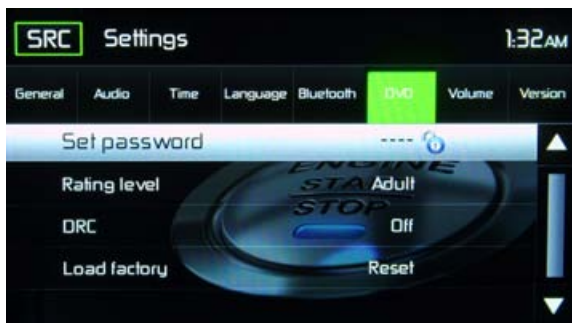 SRC Settings 1:32AM
General Audio Time Language Bluetooth DVD Volume Version
Set password ----
Rating level Adult
ENGINE
START
STOP
DRC Off
Load factory Reset